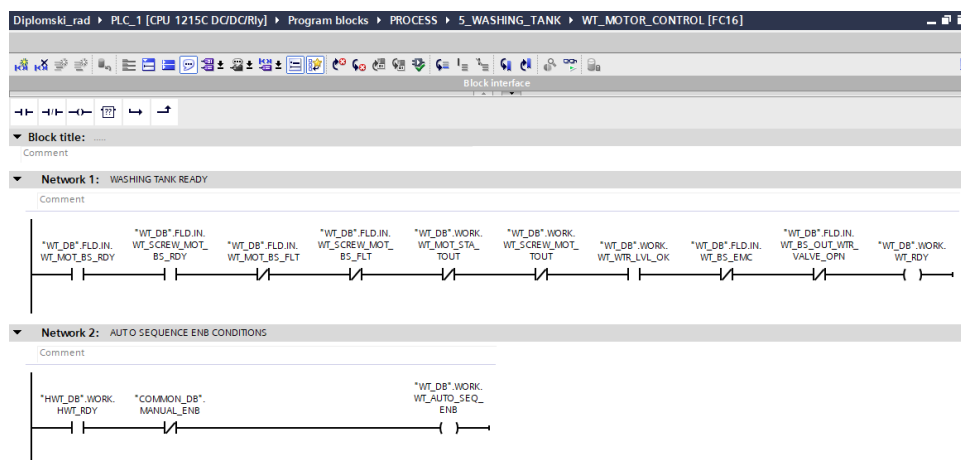 Diplomski_rad ▸ PLC_1 [CPU 1215C DC/DC/Rly] ▸ Program blocks ▸ PROCESS ▸ 5_WASHING_TANK ▸ WT_MOTOR_CONTROL [FC16]
Block interface
Block title: .....
Comment
Network 1: WASHING TANK READY
Comment
"WT_DB".FLD.IN.
WT_MOT_BS_RDY
"WT_DB".FLD.IN.
WT_SCREW_MOT_
BS_RDY
"WT_DB".FLD.IN.
WT_MOT_BS_FLT
"WT_DB".FLD.IN.
WT_SCREW_MOT_
BS_FLT
"WT_DB".WORK.
WT_MOT_STA_
TOUT
"WT_DB".WORK.
WT_SCREW_MOT_
TOUT
"WT_DB".WORK.
WT_WTR_LVL_OK
"WT_DB".FLD.IN.
WT_BS_EMC
"WT_DB".FLD.IN.
WT_BS_OUT_WTR_
VALVE_OPN
"WT_DB".WORK.
WT_RDY
Network 2: AUTO SEQUENCE ENB CONDITIONS
Comment
"HWT_DB".WORK.
HWT_RDY
"COMMON_DB".
MANUAL_ENB
"WT_DB".WORK.
WT_AUTO_SEQ_
ENB